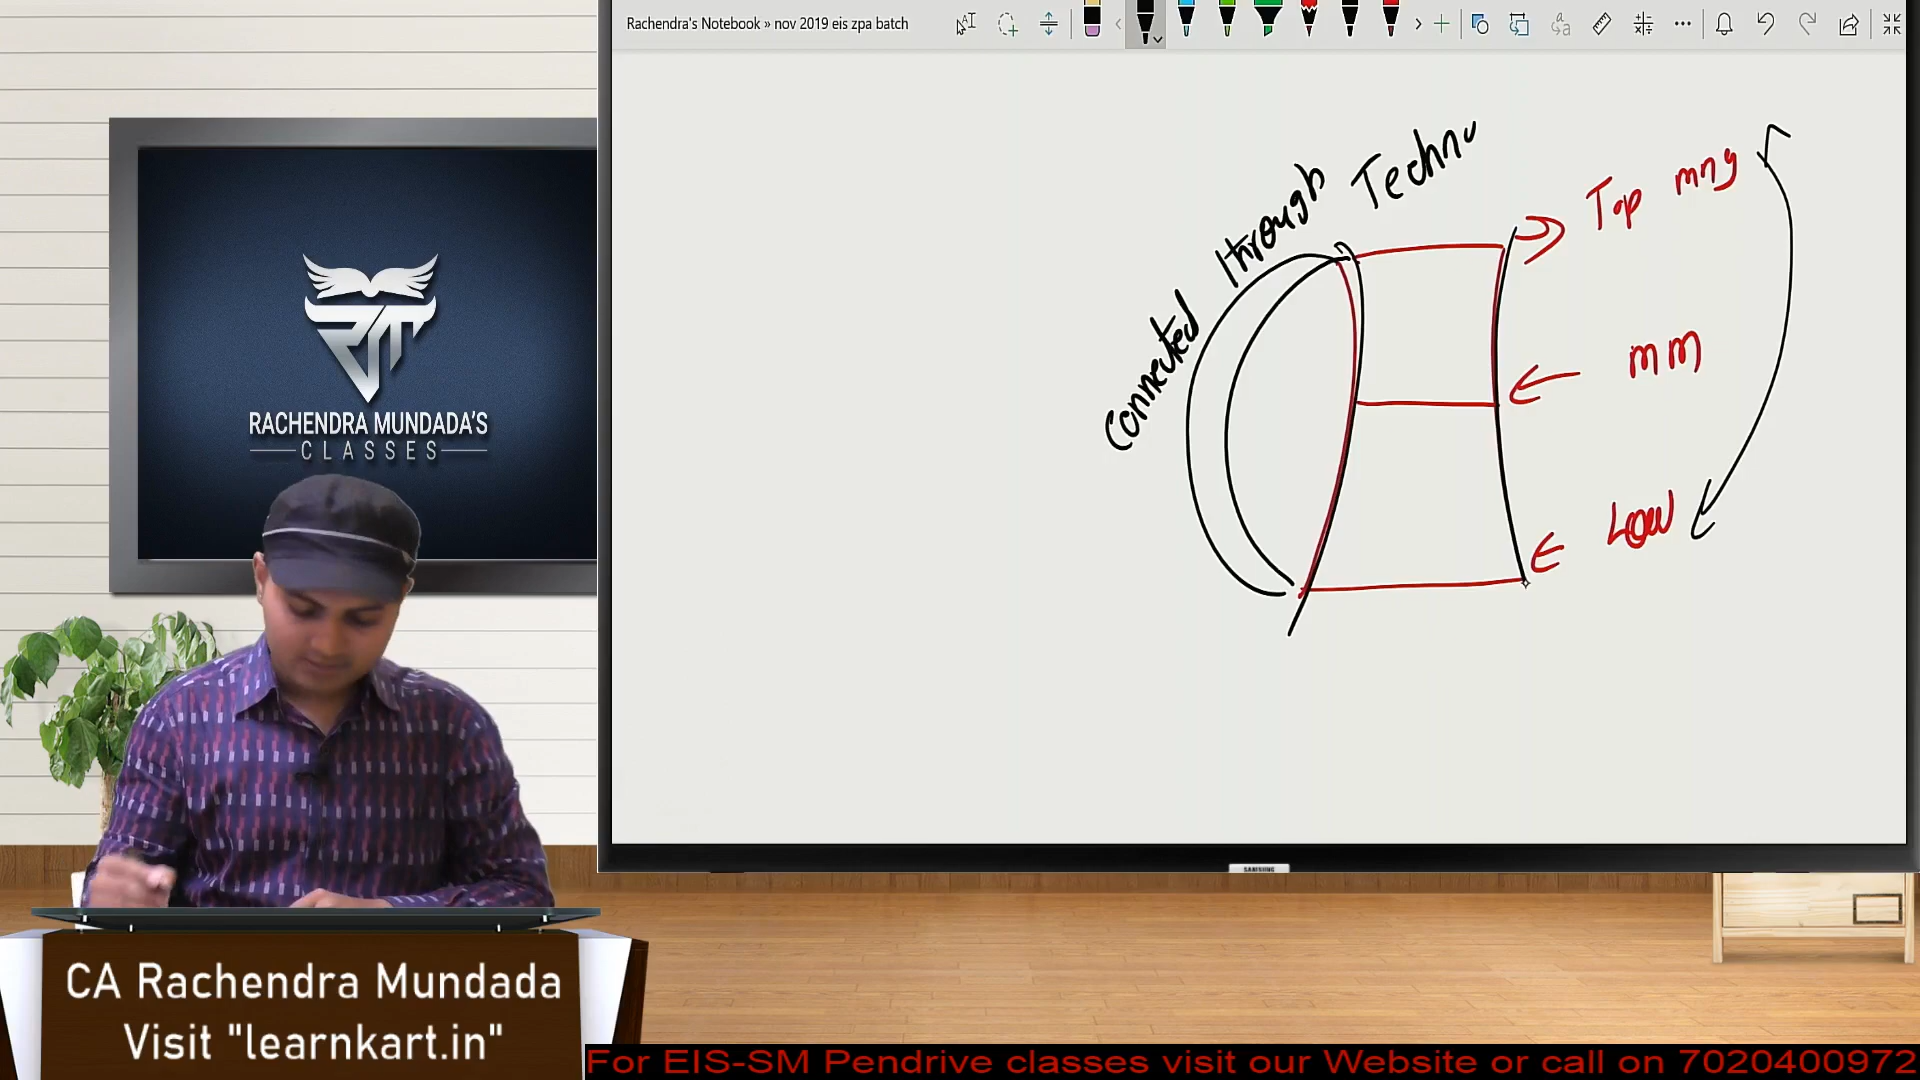 Rachendra's Notebook » nov 2019 eis zpa batch
Connected through Techno
Top mng
mm
Low
RACHENDRA MUNDADA'S
CLASSES
SAMSUNG
CA Rachendra Mundada
Visit "learnkart.in"
For EIS-SM Pendrive classes visit our Website or call on 7020400972